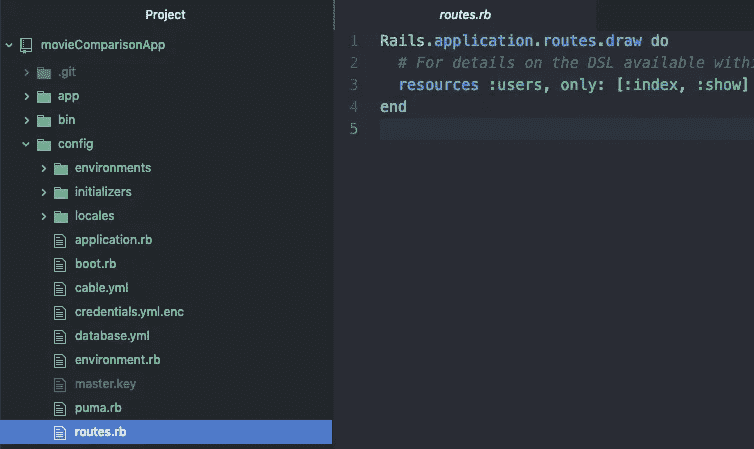 Project
movieComparisonApp
.git
app
bin
config
environments
initializers
locales
application.rb
boot.rb
cable.yml
credentials.yml.enc
database.yml
environment.rb
master.key
puma.rb
routes.rb
routes.rb
1 Rails.application.routes.draw do
2 # For details on the DSL available withi
3 resources :users, only: [:index, :show]
4 end
5